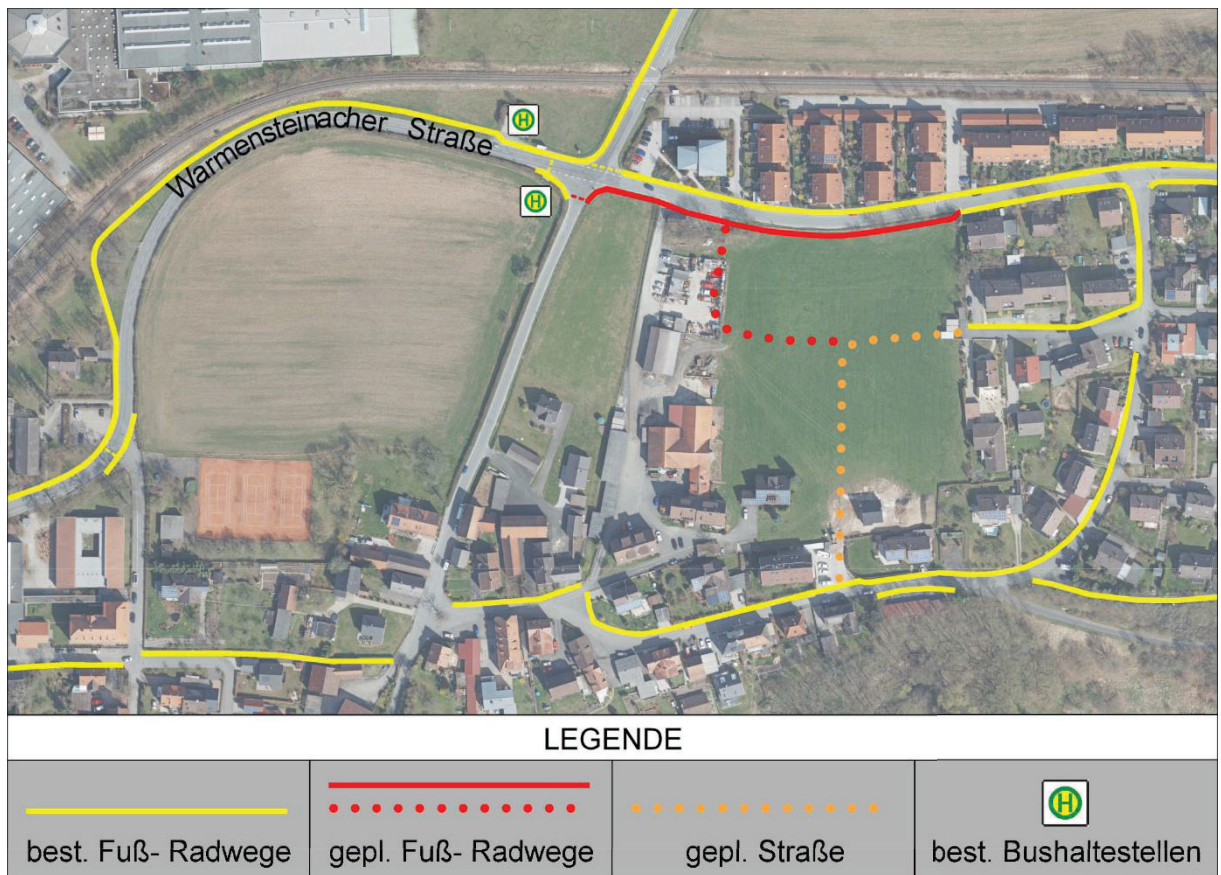 H
Warmensteinacher Straße
H
LEGENDE
best. Fuß- Radwege
gepl. Fuß- Radwege
gepl. Straße
H
best. Bushaltestellen